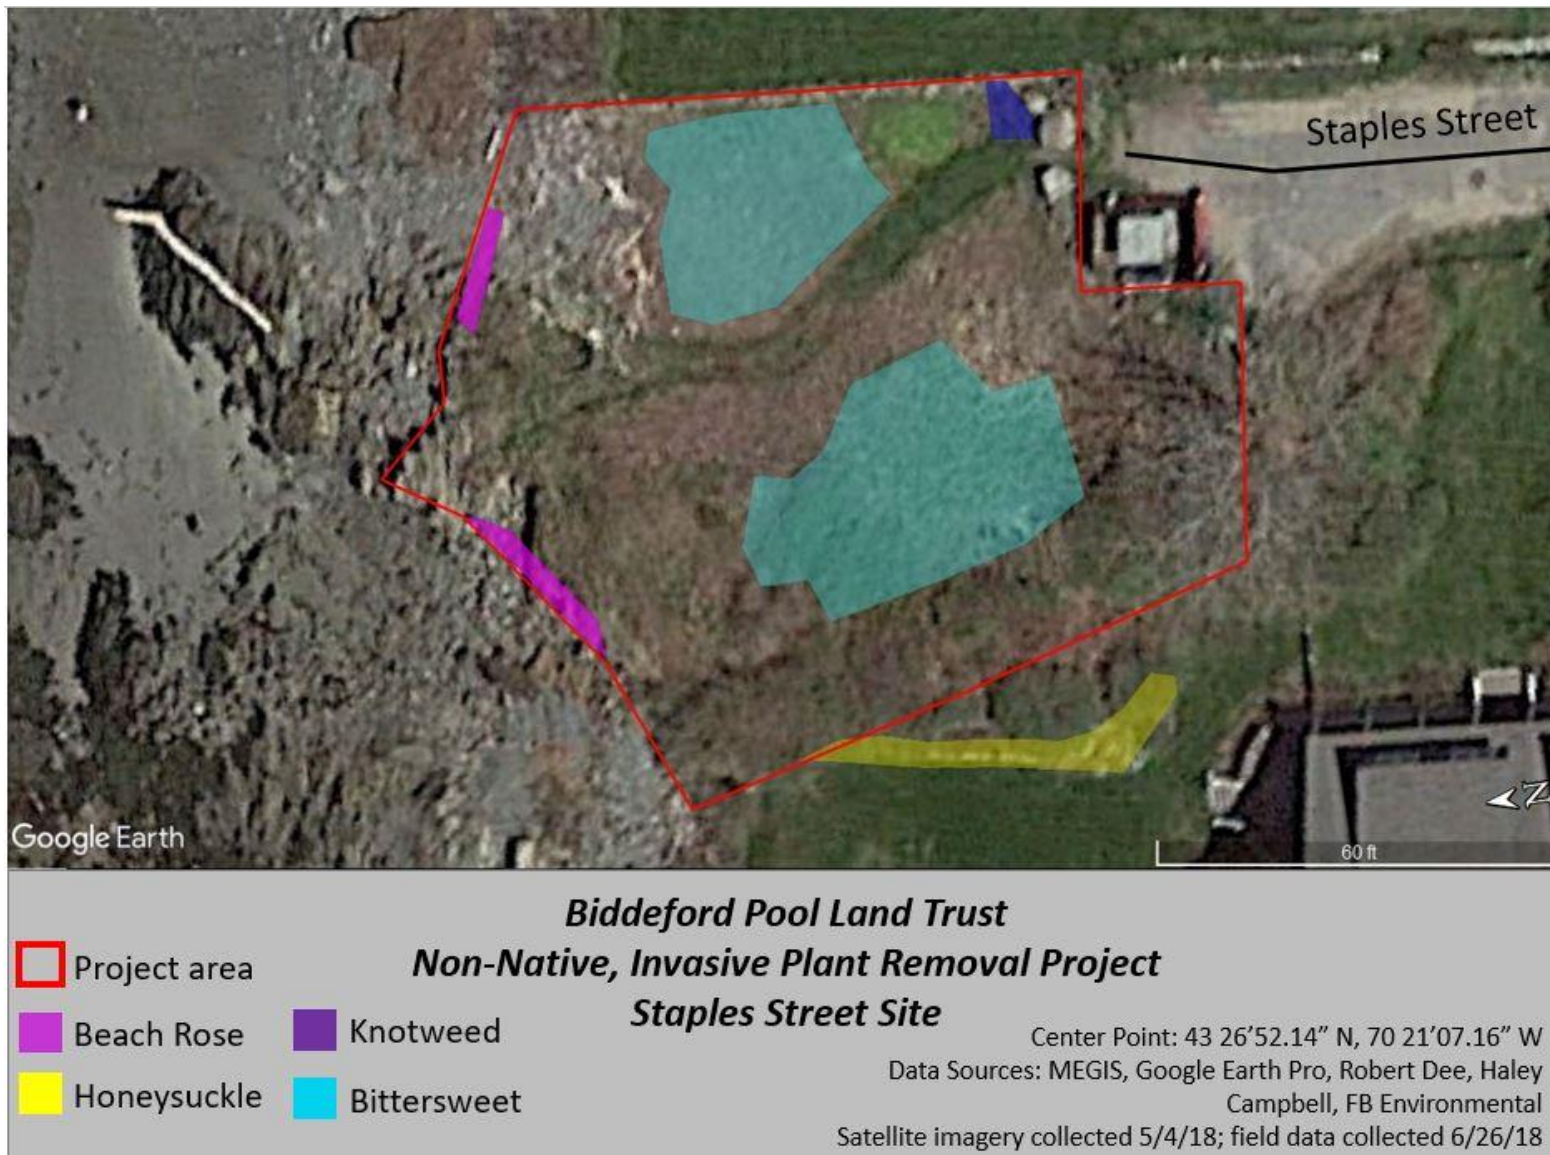 Staples Street
Google Earth
N
60 ft
Biddeford Pool Land Trust
Non-Native, Invasive Plant Removal Project
Staples Street Site
Project area
Beach Rose
Knotweed
Honeysuckle
Bittersweet
Center Point: 43 26’52.14” N, 70 21’07.16” W
Data Sources: MEGIS, Google Earth Pro, Robert Dee, Haley
Campbell, FB Environmental
Satellite imagery collected 5/4/18; field data collected 6/26/18